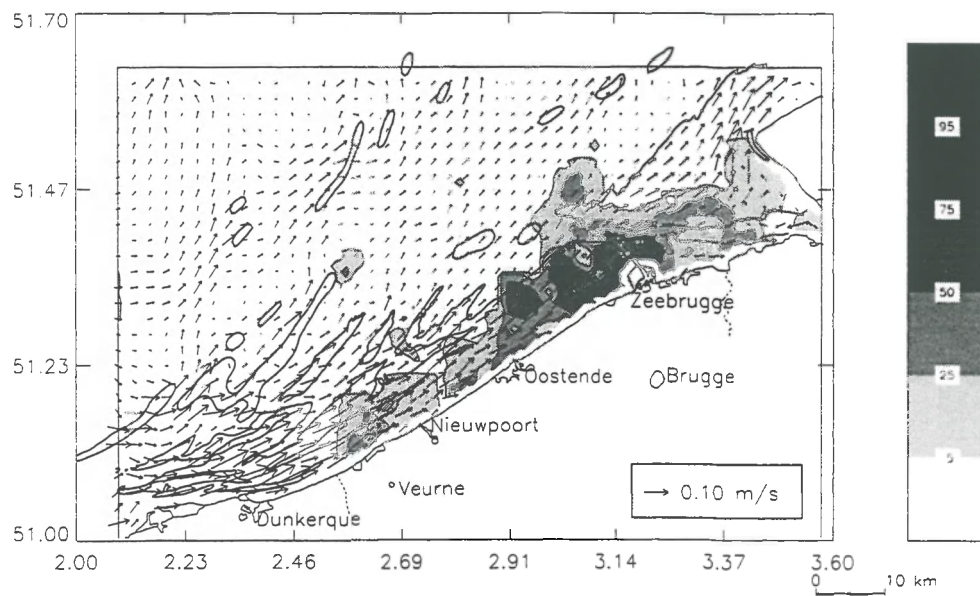 51.70
95
51.47
75
Zeebrugge
50
51.23
Oostende
Brugge
25
Nieuwpoort
5
Veurne
0.10 m/s
Dunkerque
51.00
2.00 2.23 2.46 2.69 2.91 3.14 3.37 3.60
0 10 km